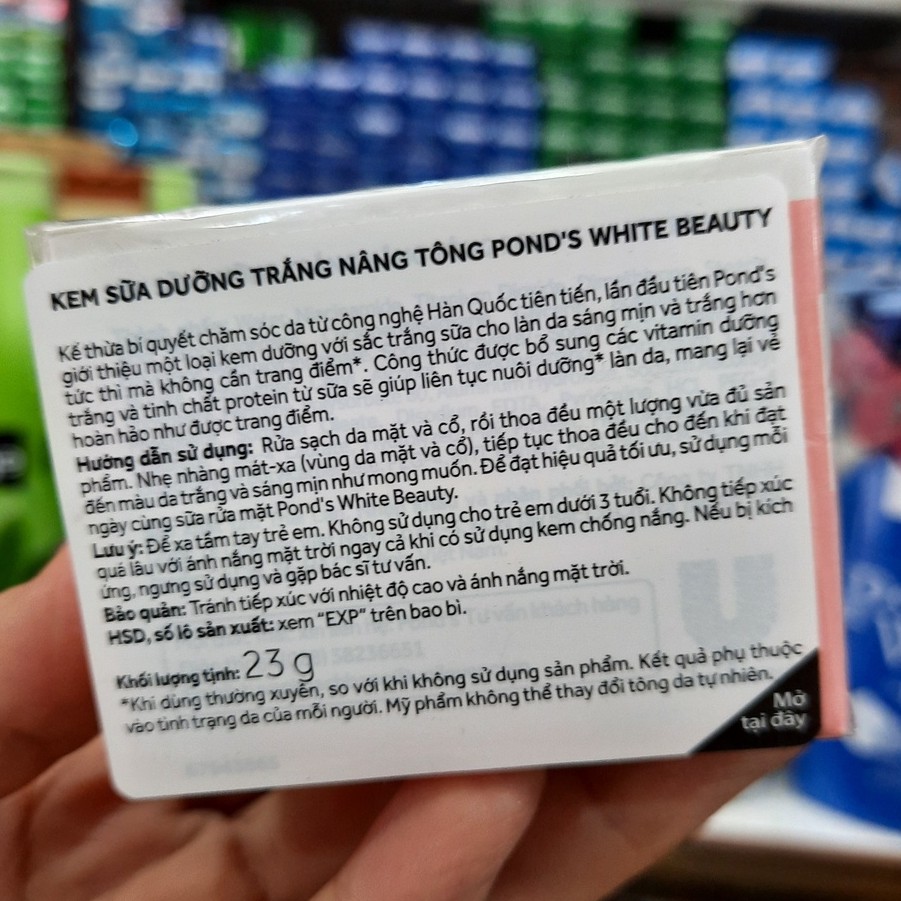 KEM SỮA DƯỠNG TRẮNG NÂNG TÔNG POND'S WHITE BEAUTY
Kế thừa bí quyết chăm sóc da từ công nghệ Hàn Quốc tiên tiến, lần đầu tiên Pond's
giới thiệu một loại kem dưỡng với sắc trắng sữa cho làn da sáng mịn và trắng hơn
tức thì mà không cần trang điểm*. Công thức được bổ sung các vitamin dưỡng
trắng và tinh chất protein từ sữa sẽ giúp liên tục nuôi dưỡng* làn da, mang lại vẻ
hoàn hảo như được trang điểm.
Hướng dẫn sử dụng: Rửa sạch da mặt và cổ, rồi thoa đều một lượng vừa đủ sản
phẩm. Nhẹ nhàng mát-xa (vùng da mặt và cổ), tiếp tục thoa đều cho đến khi đạt
đến màu da trắng và sáng mịn như mong muốn. Để đạt hiệu quả tối ưu, sử dụng mỗi
ngày cùng sữa rửa mặt Pond's White Beauty.
Lưu ý: Để xa tầm tay trẻ em. Không sử dụng cho trẻ em dưới 3 tuổi. Không tiếp xúc
quá lâu với ánh nắng mặt trời ngay cả khi có sử dụng kem chống nắng. Nếu bị kích
ứng, ngưng sử dụng và gặp bác sĩ tư vấn.
Bảo quản: Tránh tiếp xúc với nhiệt độ cao và ánh nắng mặt trời.
HSD, số lô sản xuất: xem "EXP" trên bao bì.
Khối lượng tịnh: 23 g
*Khi dùng thường xuyên, so với khi không sử dụng sản phẩm. Kết quả phụ thuộc
vào tình trạng da của mỗi người. Mỹ phẩm không thể thay đổi tông da tự nhiên.
Mở
tại đây